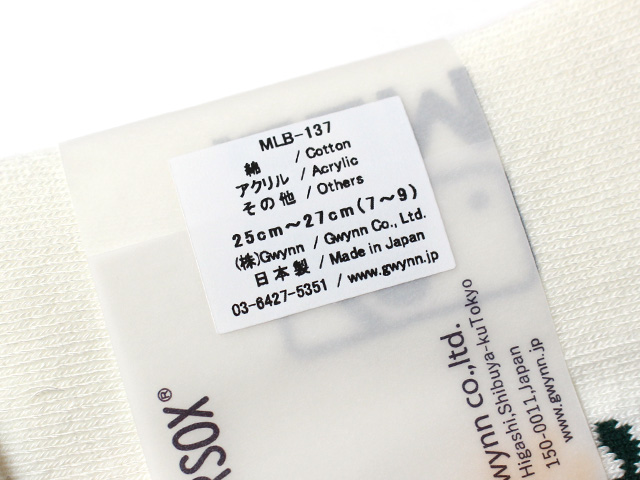 MLB-137
綿 / Cotton
アクリル / Acrylic
その他 / Others
25cm～27cm(7～9)
(株)Gwynn / Gwynn Co., Ltd.
日本製 / Made in Japan
03-6427-5351 / www.gwynn.jp
RSOX®
wynn co.,ltd.
Higashi,Shibuya-kuTokyo
150-0011,Japan
www.gwynn.jp